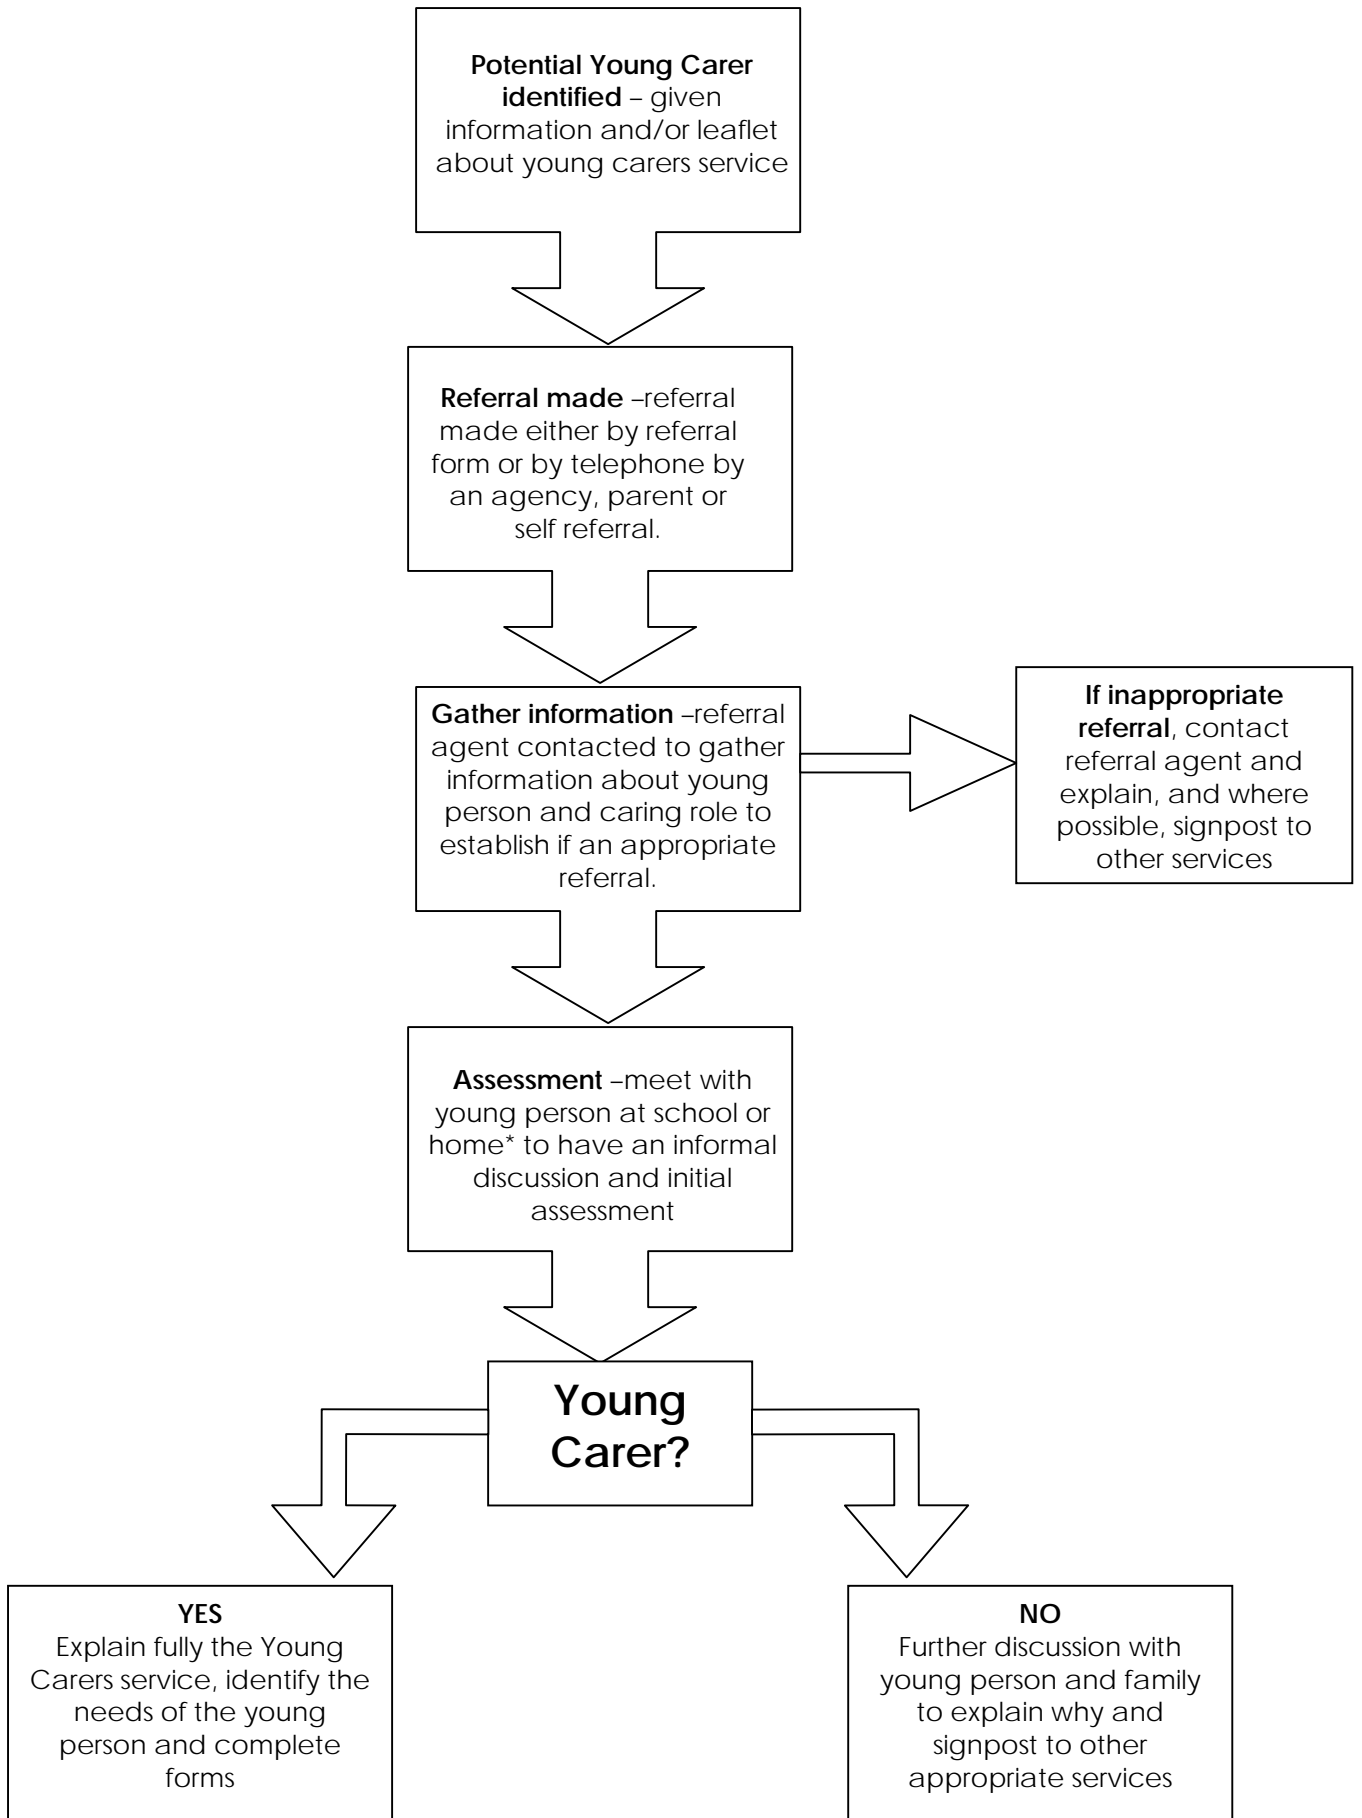 Potential Young Carer
identified – given
information and/or leaflet
about young carers service
Referral made –referral
made either by referral
form or by telephone by
an agency, parent or
self referral.
Gather information –referral
agent contacted to gather
information about young
person and caring role to
establish if an appropriate
referral.
If inappropriate
referral, contact
referral agent and
explain, and where
possible, signpost to
other services
Assessment –meet with
young person at school or
home* to have an informal
discussion and initial
assessment
Young
Carer?
YES
Explain fully the Young
Carers service, identify the
needs of the young
person and complete
forms
NO
Further discussion with
young person and family
to explain why and
signpost to other
appropriate services